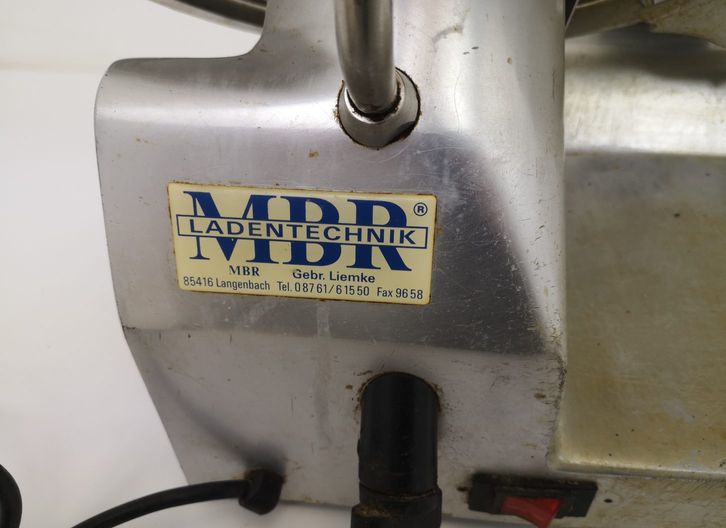 MBR®
LADENTECHNIK
MBR Gebr. Liemke
85416 Langenbach Tel. 08761/61550 Fax 9658